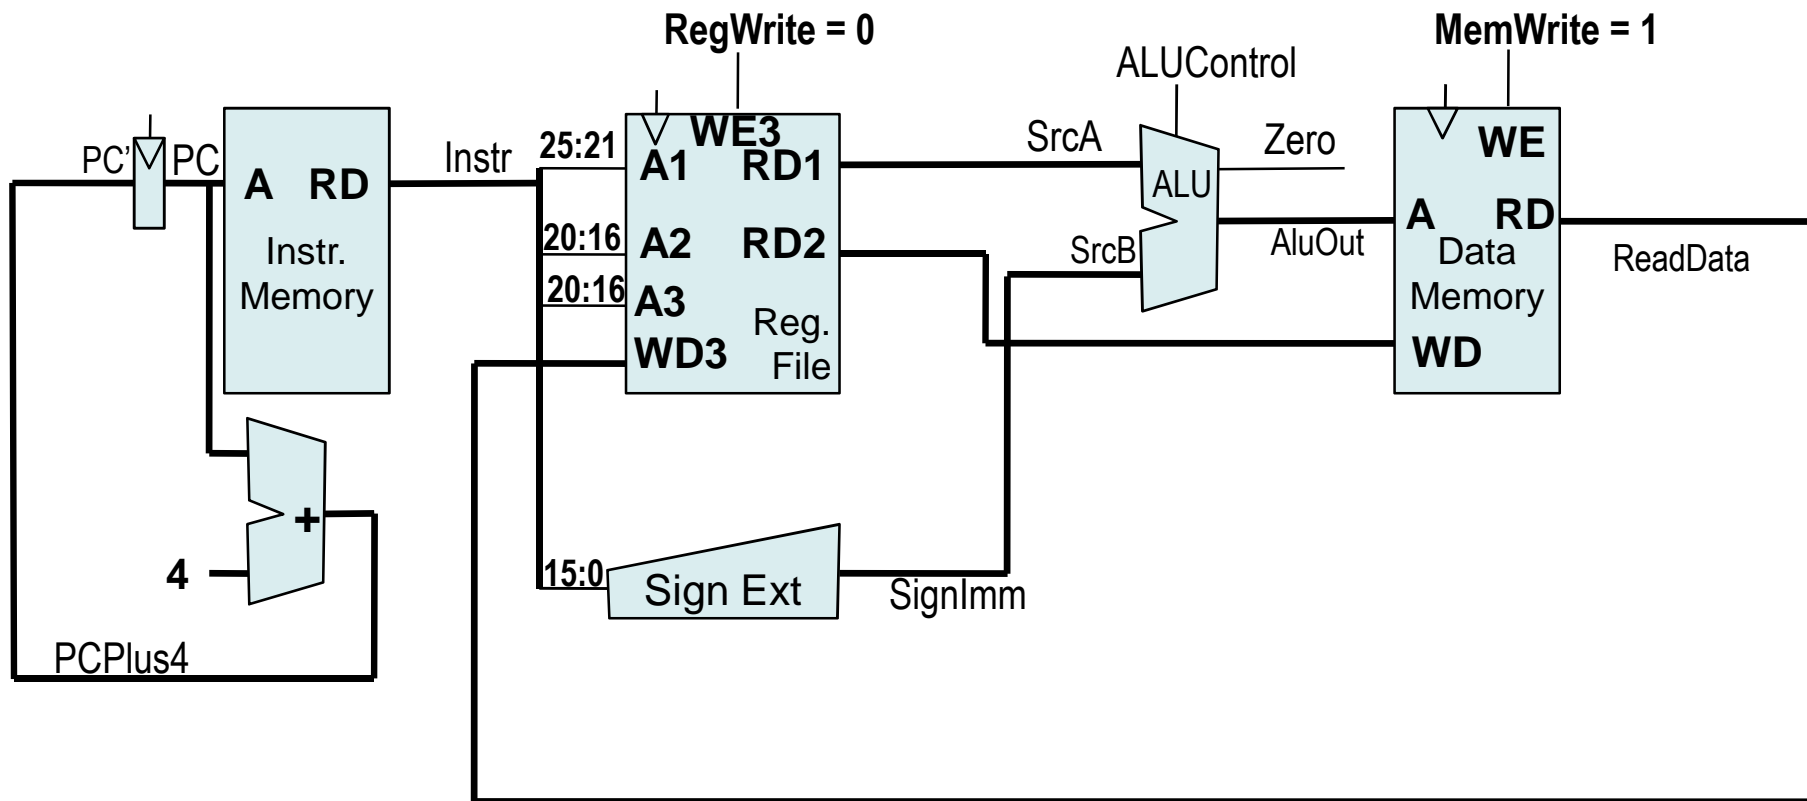 RegWrite = 0
MemWrite = 1
ALUControl
PC'
PC
A RD
Instr.
Memory
Instr
25:21
20:16
20:16
15:0
WE3
A1 RD1
A2 RD2
A3
WD3
Reg.
File
SrcA
SrcB
ALU
Zero
AluOut
WE
A RD
Data
Memory
WD
ReadData
+
4
PCPlus4
Sign Ext
SignImm